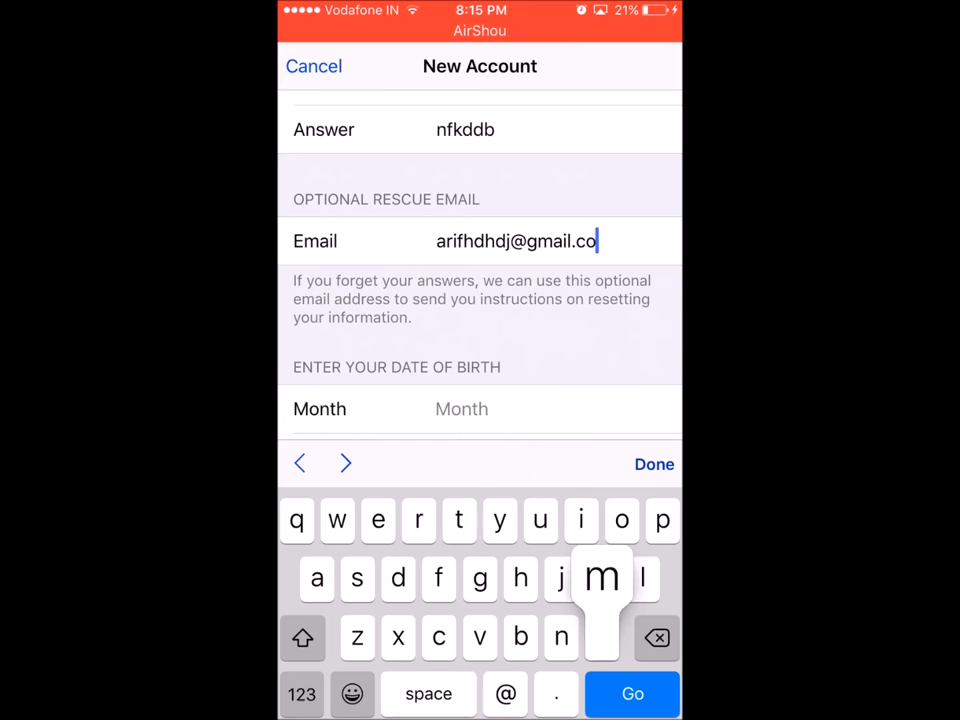 Vodafone IN 8:15 PM 21%
AirShou
Cancel New Account
Answer nfkddb
OPTIONAL RESCUE EMAIL
Email arifhdhdj@gmail.co
If you forget your answers, we can use this optional
email address to send you instructions on resetting
your information.
ENTER YOUR DATE OF BIRTH
Month Month
Done
q w e r t y u i o p
a s d f g h j m l
z x c v b n
123 space @ . Go